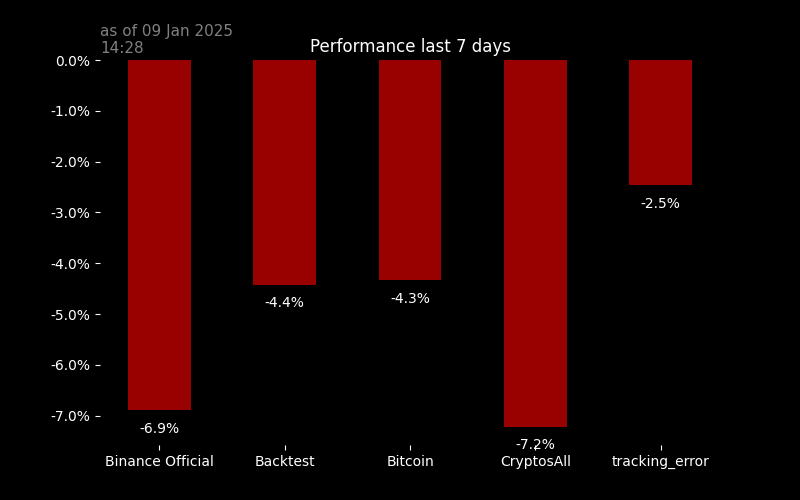 as of 09 Jan 2025
14:28
Performance last 7 days
0.0%
-1.0%
-2.0%
-3.0%
-4.0%
-5.0%
-6.0%
-7.0%
-6.9%
-4.4%
-4.3%
-7.2%
-2.5%
Binance Official
Backtest
Bitcoin
CryptosAll
tracking_error